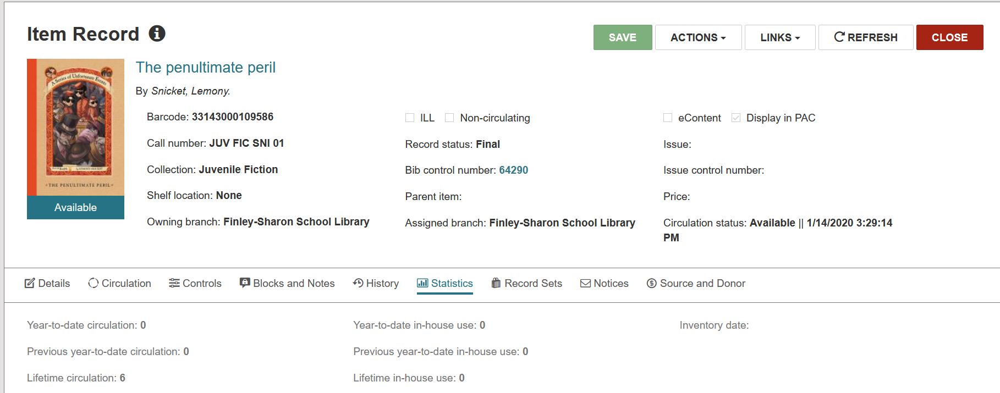 Item Record
SAVE
ACTIONS
LINKS
REFRESH
CLOSE
A Series of Unfortunate Events
THE PENULTIMATE PERIL
Available
The penultimate peril
By Snicket, Lemony.
Barcode: 33143000109586
Call number: JUV FIC SNI 01
Collection: Juvenile Fiction
Shelf location: None
Owning branch: Finley-Sharon School Library
ILL
Non-circulating
Record status: Final
Bib control number: 64290
Parent item:
Assigned branch: Finley-Sharon School Library
eContent
Display in PAC
Issue:
Issue control number:
Price:
Circulation status: Available || 1/14/2020 3:29:14
PM
Details
Circulation
Controls
Blocks and Notes
History
Statistics
Record Sets
Notices
Source and Donor
Year-to-date circulation: 0
Previous year-to-date circulation: 0
Lifetime circulation: 6
Year-to-date in-house use: 0
Previous year-to-date in-house use: 0
Lifetime in-house use: 0
Inventory date: